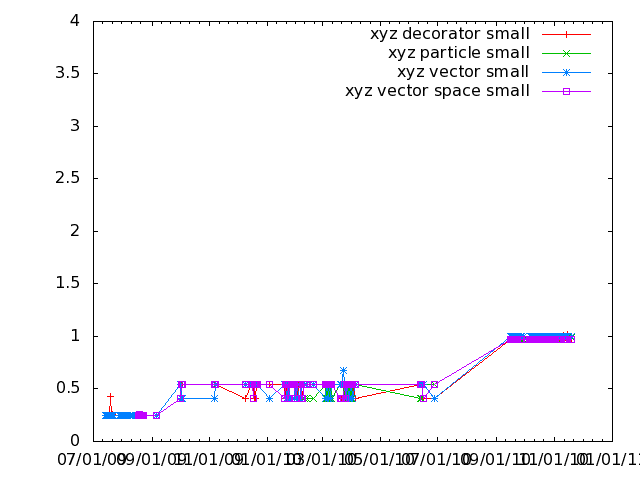 4
xyz decorator small
xyz particle small
3.5
xyz vector small
xyz vector space small
3
2.5
2
1.5
1
0.5
0
07/01/09 09/01/09 11/01/09 01/01/10 03/01/10 05/01/10 07/01/10 09/01/10 11/01/10 01/01/11